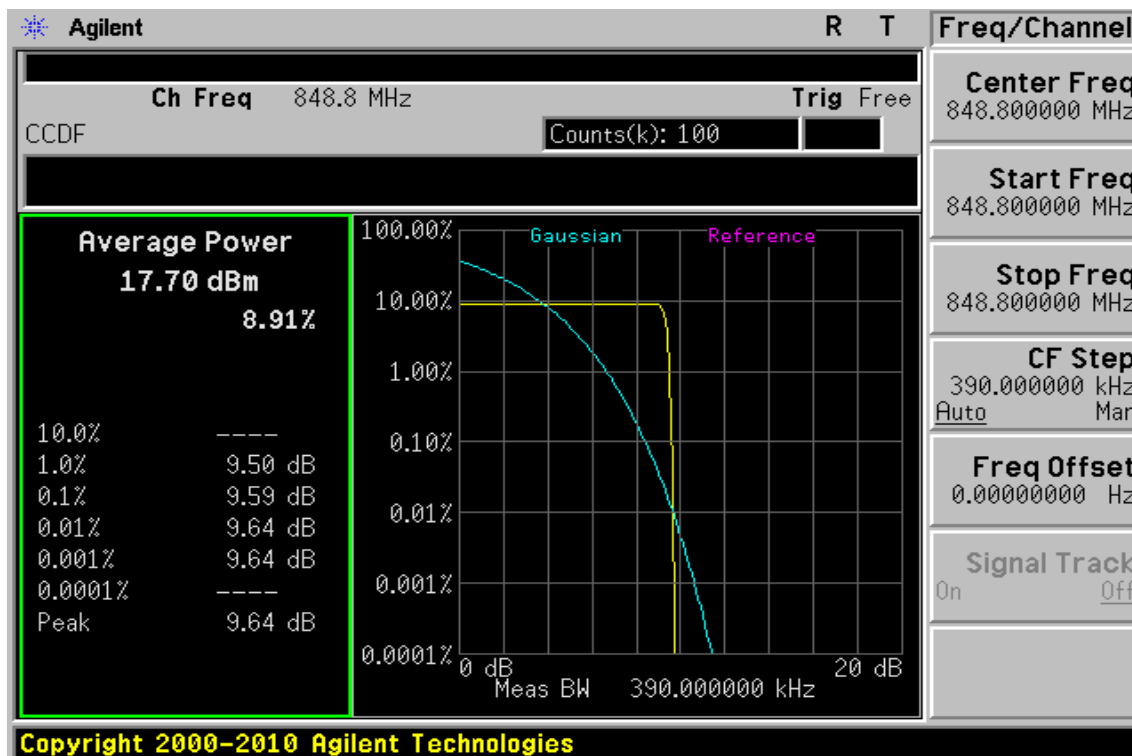 Agilent R T
Ch Freq 848.8 MHz Trig Free
CCDF Counts(k): 100
Average Power
17.70 dBm
8.91%
10.0% ----
1.0% 9.50 dB
0.1% 9.59 dB
0.01% 9.64 dB
0.001% 9.64 dB
0.0001% ----
Peak 9.64 dB
Gaussian Reference
100.00%
10.00%
1.00%
0.10%
0.01%
0.001%
0.0001%
0 dB 20 dB
Meas BW 390.000000 kHz
Freq/Channel
Center Freq
848.800000 MHz
Start Freq
848.800000 MHz
Stop Freq
848.800000 MHz
CF Step
390.000000 kHz
Auto Man
Freq Offset
0.00000000 Hz
Signal Track
On Off
Copyright 2000-2010 Agilent Technologies